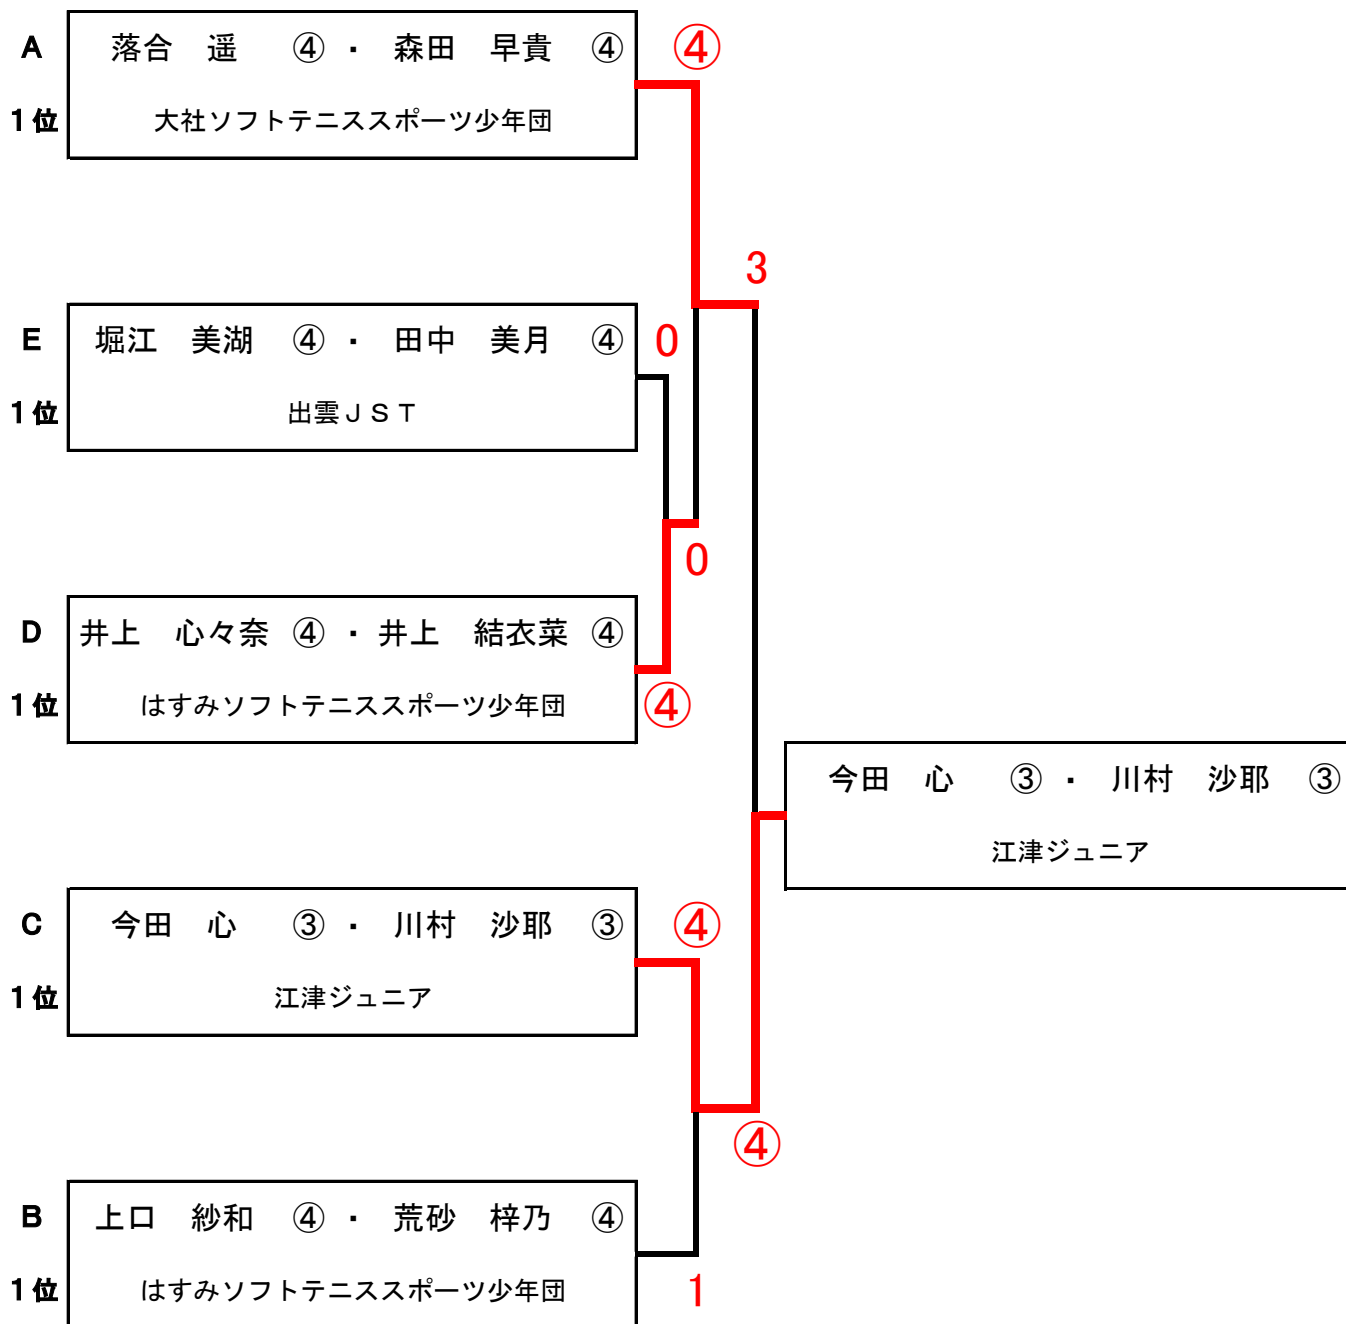 A 落合 遥 ④ ・ 森田 早貴 ④ ④
1位 大社ソフトテニススポーツ少年団
3
E 堀江 美湖 ④ ・ 田中 美月 ④ 0
1位 出雲ＪＳＴ
0
D 井上 心々奈 ④ ・ 井上 結衣菜 ④
1位 はすみソフトテニススポーツ少年団 ④
今田 心 ③ ・ 川村 沙耶 ③
江津ジュニア
C 今田 心 ③ ・ 川村 沙耶 ③ ④
1位 江津ジュニア
④
B 上口 紗和 ④ ・ 荒砂 梓乃 ④
1位 はすみソフトテニススポーツ少年団 1